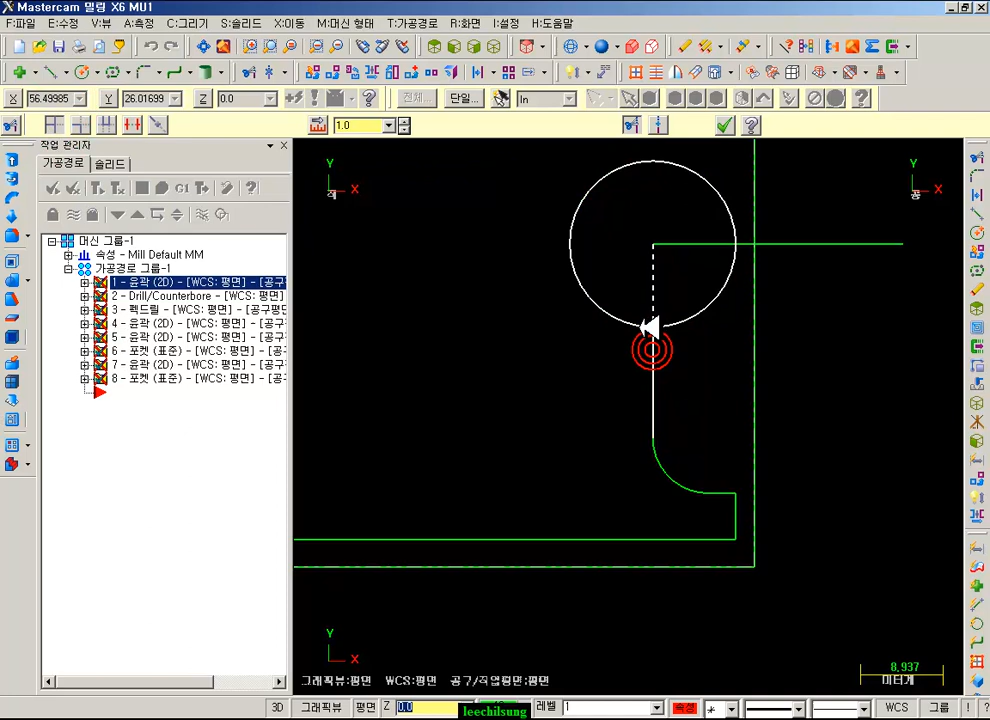 Mastercam 밀링 X6 MU1
F:파일 E:수정 V:뷰 A:측정 C:그리기 S:솔리드 X:이동 M:머신 형태 T:가공경로 R:화면 I:설정 H:도움말
X 56.49985 Y 26.01699 Z 0.0 전체... 단일... In
1.0
작업 관리자
가공경로 솔리드
G1
머신 그룹-1
속성 - Mill Default MM
가공경로 그룹-1
1 - 윤곽 (2D) - [WCS: 평면] - [공구
2 - Drill/Counterbore - [WCS: 평면]
3 - 펙드릴 - [WCS: 평면] - [공구평면
4 - 윤곽 (2D) - [WCS: 평면] - [공구
5 - 윤곽 (2D) - [WCS: 평면] - [공구
6 - 포켓 (표준) - [WCS: 평면] - [공
7 - 윤곽 (2D) - [WCS: 평면] - [공구
8 - 포켓 (표준) - [WCS: 평면] - [공
Y
X
Y
X
Y
X
Y
X
그래픽뷰:평면 WCS:평면 공구/작업평면:평면
8.937
미터계
3D 그래픽뷰 평면 Z 0.0 레벨 1 속성 WCS 그룹 ! ?
leechilsung